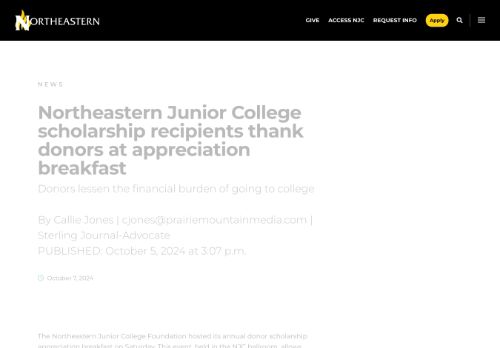 NORTHEASTERN
GIVE ACCESS NJC REQUEST INFO Apply
NEWS
Northeastern Junior College
scholarship recipients thank
donors at appreciation
breakfast
Donors lessen the financial burden of going to college
By Callie Jones | cjones@prairiemountainmedia.com |
Sterling Journal-Advocate
PUBLISHED: October 5, 2024 at 3:07 p.m.
October 7, 2024
The Northeastern Junior College Foundation hosted its annual donor scholarship
appreciation breakfast on Saturday. This event, held in the NJC ballroom, allows